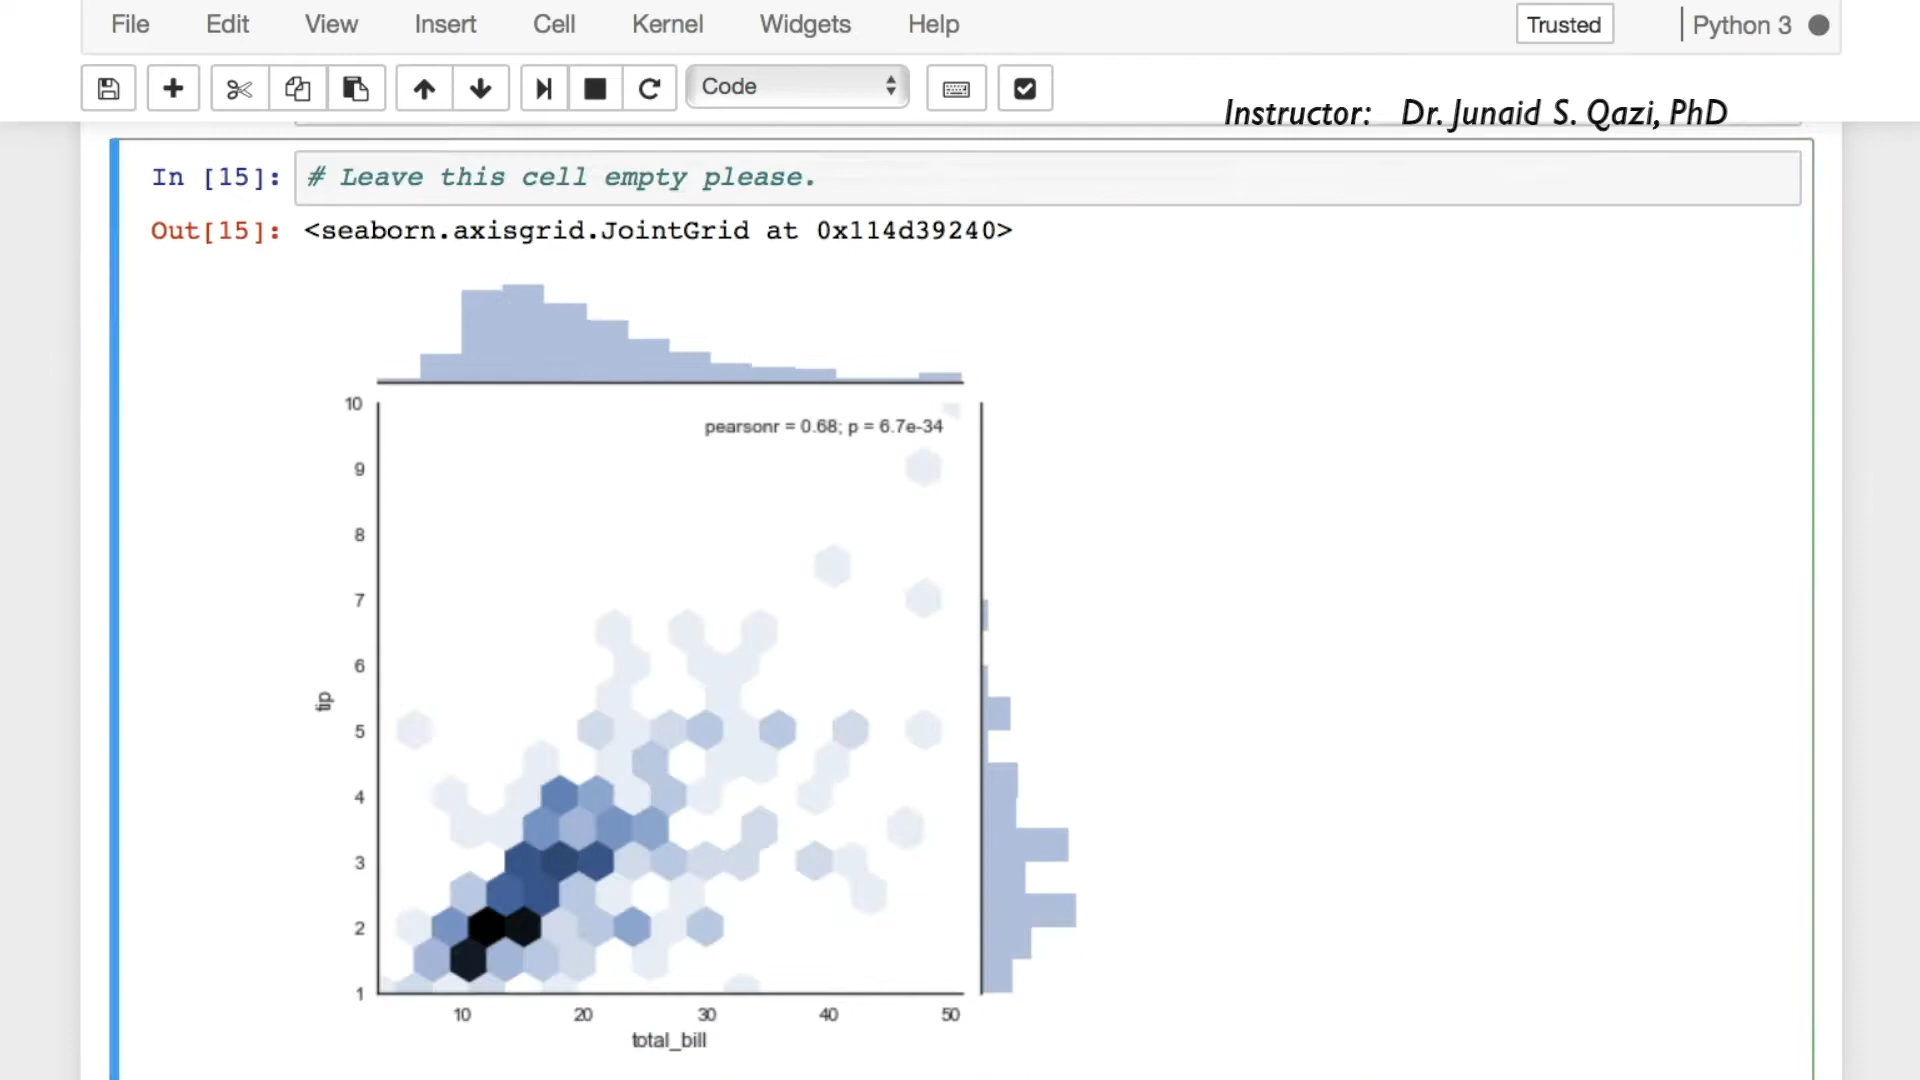 File Edit View Insert Cell Kernel Widgets Help Trusted Python 3
Code
Instructor: Dr. Junaid S. Qazi, PhD
In [15]: # Leave this cell empty please.
Out[15]: <seaborn.axisgrid.JointGrid at 0x114d39240>
pearsonr = 0.68; p = 6.7e-34
10
9
8
7
6
5
4
3
2
1
tip
10 20 30 40 50
total_bill